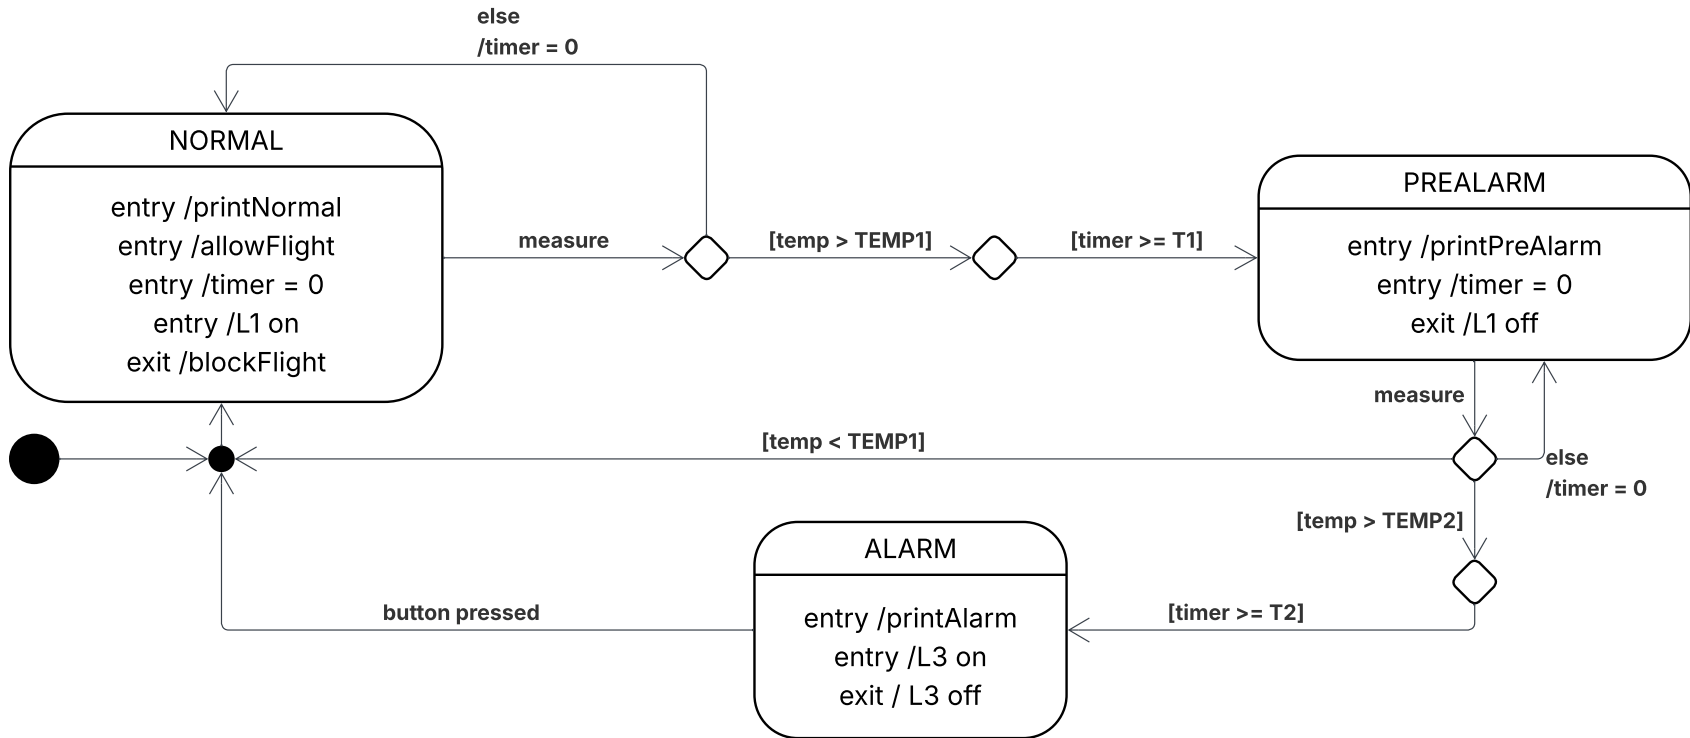 else
/timer = 0
NORMAL
entry /printNormal
entry /allowFlight
entry /timer = 0
entry /L1 on
exit /blockFlight
measure
[temp > TEMP1]
[timer >= T1]
PREALARM
entry /printPreAlarm
entry /timer = 0
exit /L1 off
measure
[temp < TEMP1]
else
/timer = 0
[temp > TEMP2]
ALARM
entry /printAlarm
entry /L3 on
exit / L3 off
button pressed
[timer >= T2]